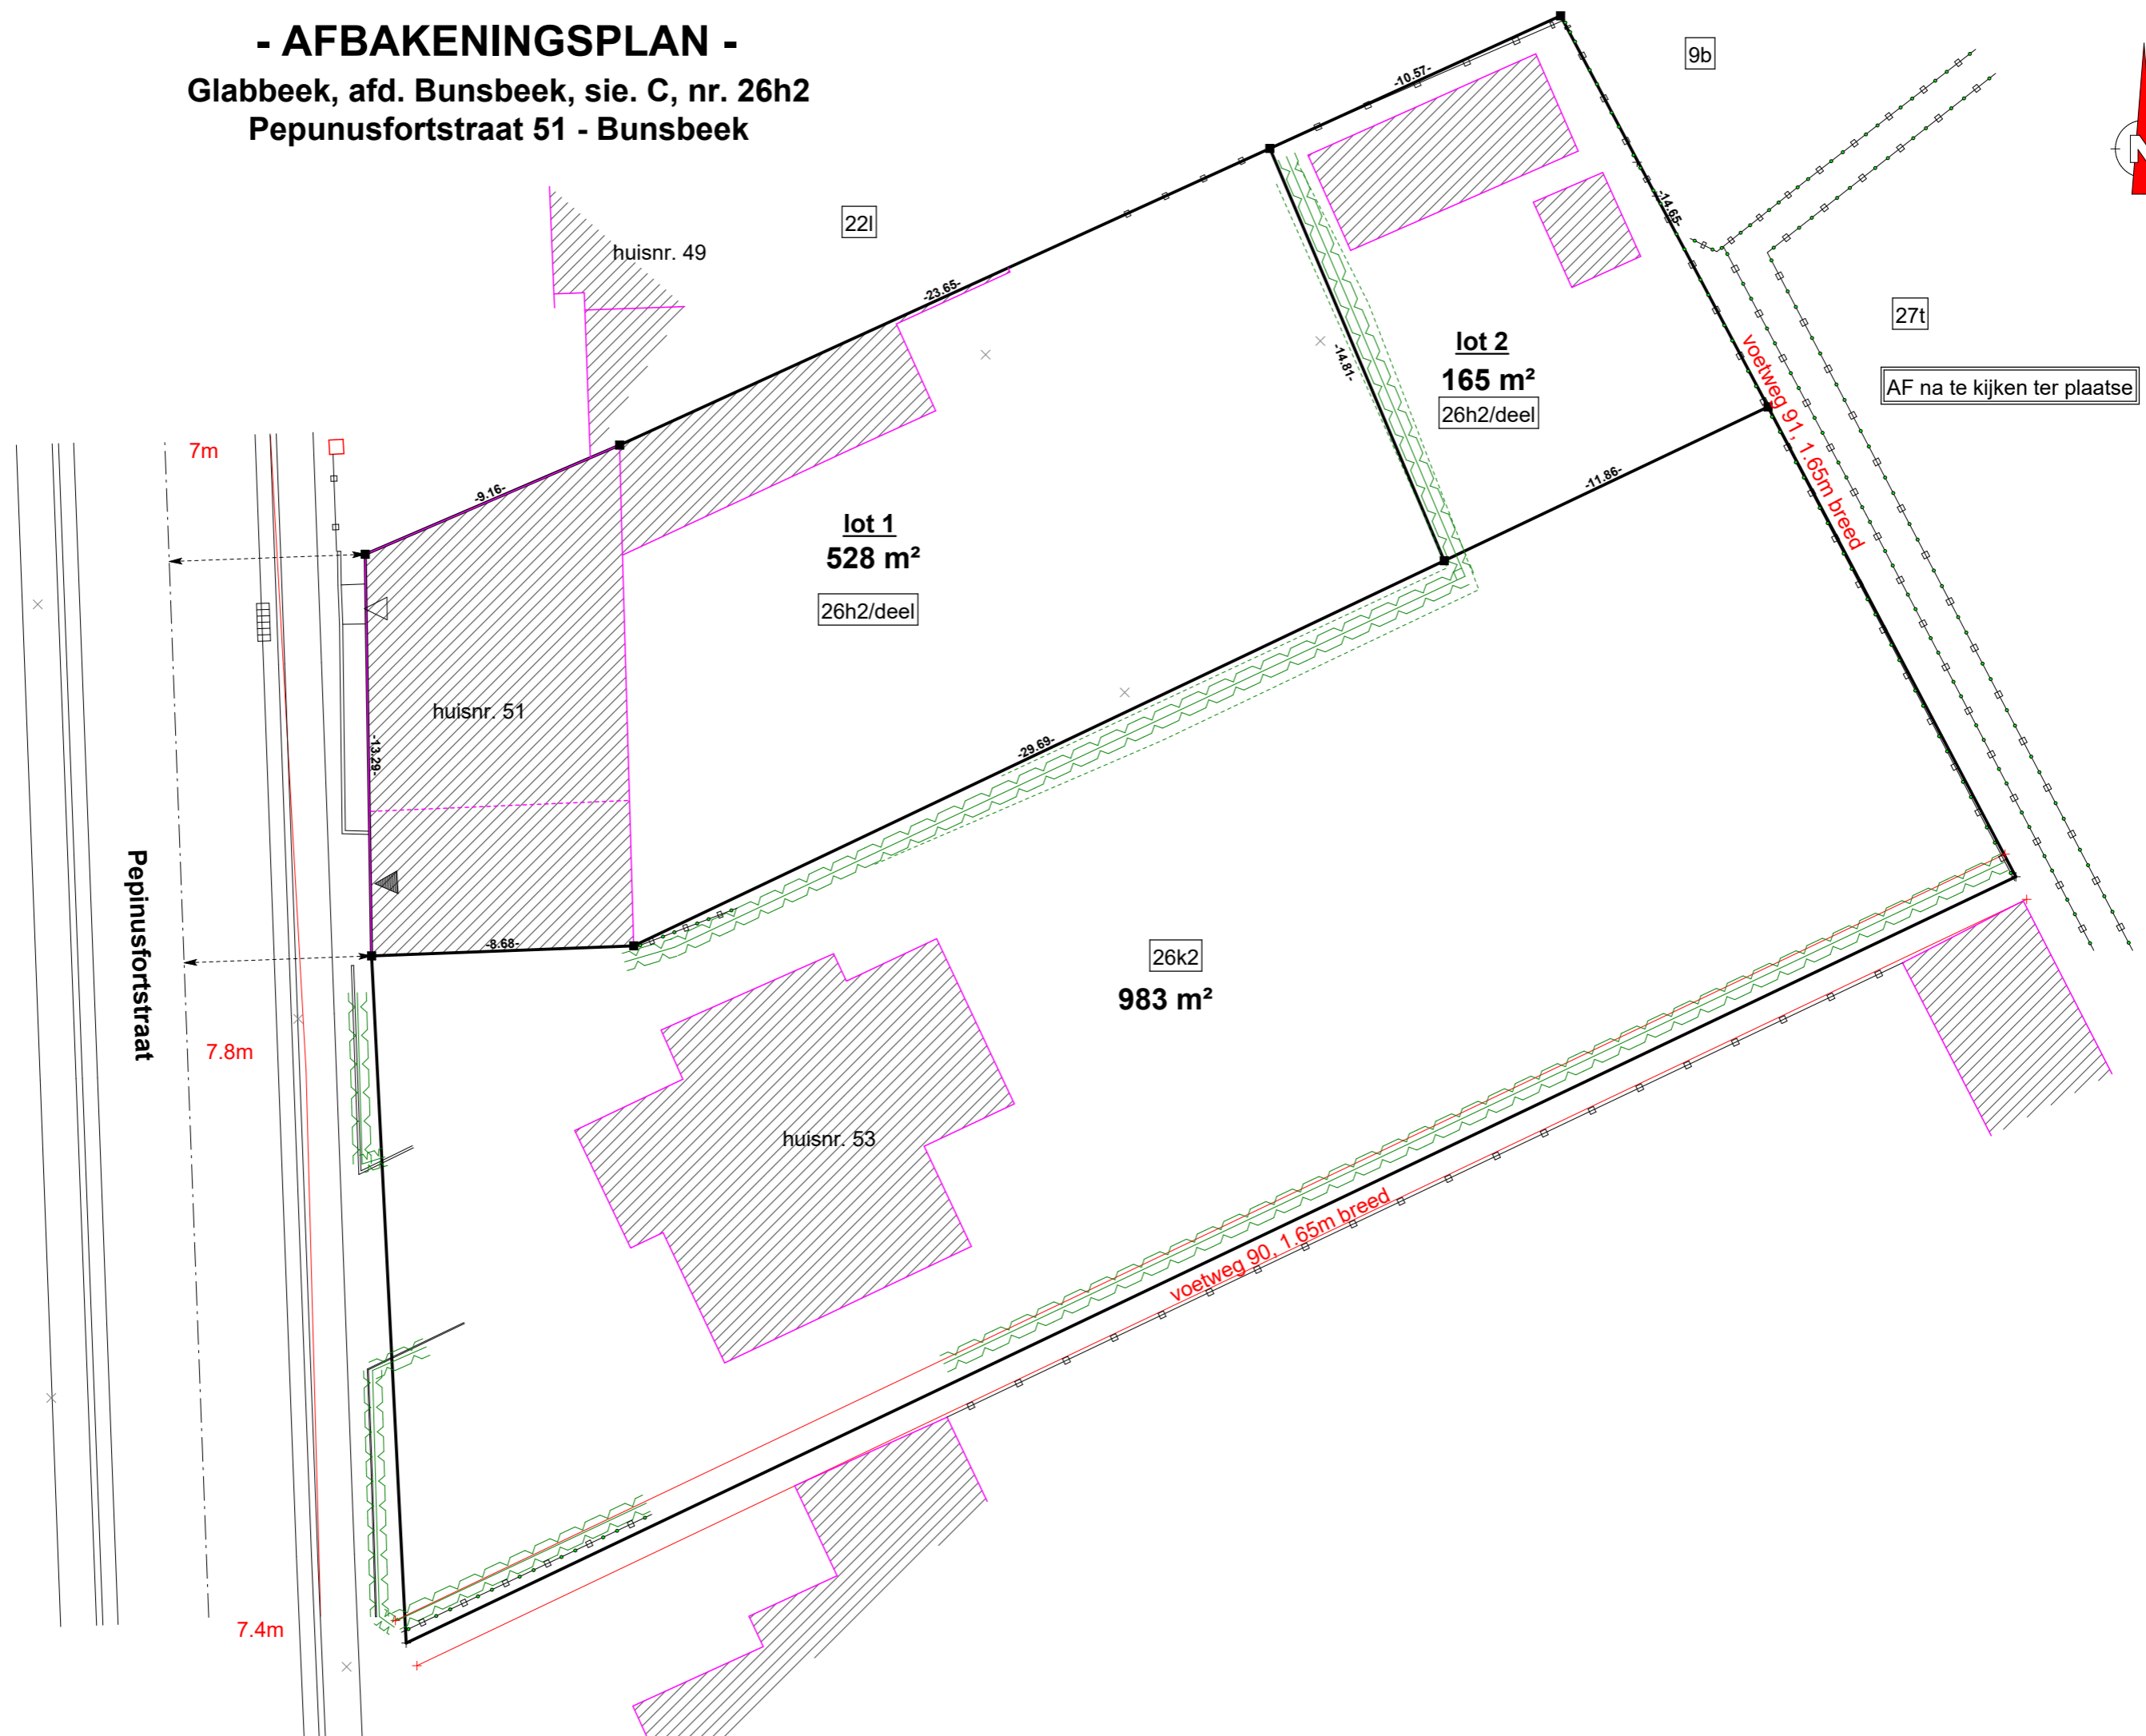 - AFBAKENINGSPLAN -
Glabbeek, afd. Bunsbeek, sie. C, nr. 26h2
Pepunusfortstraat 51 - Bunsbeek
9b
N
-10.57-
22l
huisnr. 49
-14.65-
-23.65-
27t
lot 2
165 m²
26h2/deel
-14.81-
AF na te kijken ter plaatse
voetweg 91, 1.65m breed
7m
-9.16-
-11.86-
lot 1
528 m²
26h2/deel
huisnr. 51
-13.29-
-29.69-
-8.68-
Pepinusfortstraat
26k2
983 m²
7.8m
huisnr. 53
voetweg 90, 1.65m breed
7.4m